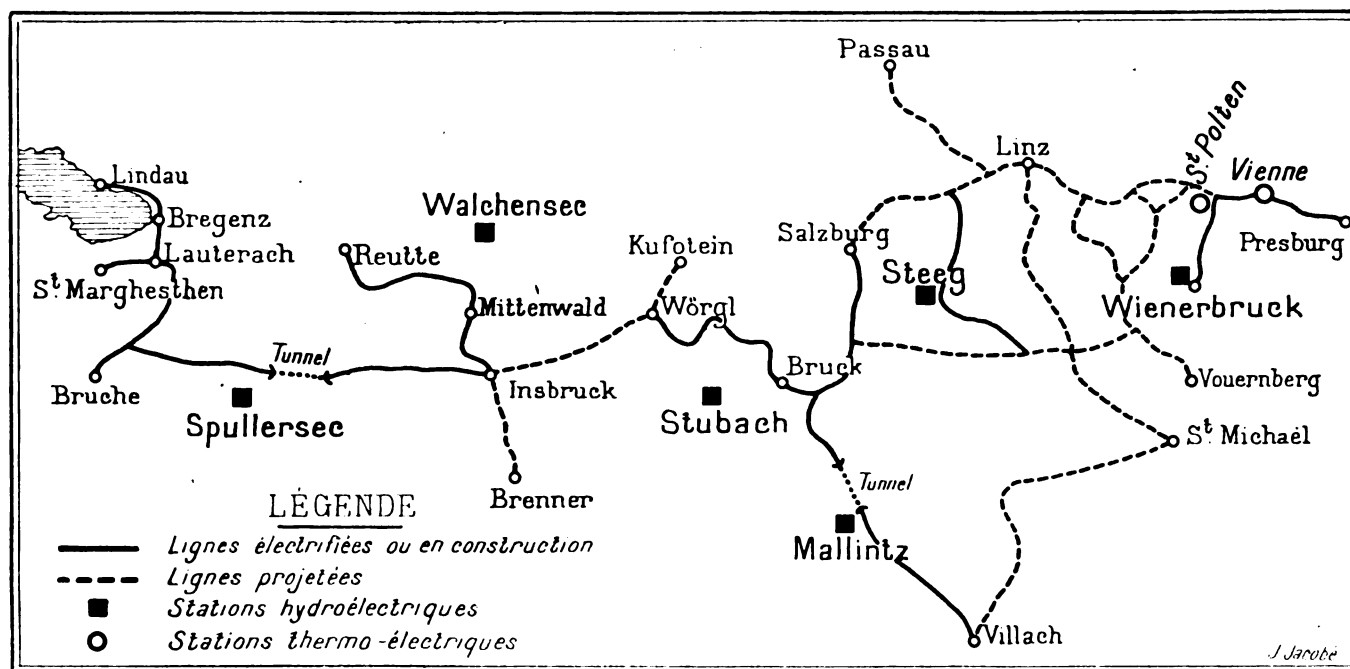 Passau
Linz
St Polten
Vienne
Presburg
Lindau
Bregenz
Lauterach
St Marghesthen
Walchensec
Reutte
Kufotein
Salzburg
Steeg
Wienerbruck
Mittenwald
Wörgl
Tunnel
Bruche
Spullersec
Insbruck
Bruck
Stubach
Vouernberg
St Michaël
Brenner
Tunnel
Mallintz
Villach
LÉGENDE
Lignes électrifiées ou en construction
Lignes projetées
Stations hydroélectriques
Stations thermo-électriques
J. Jarobé